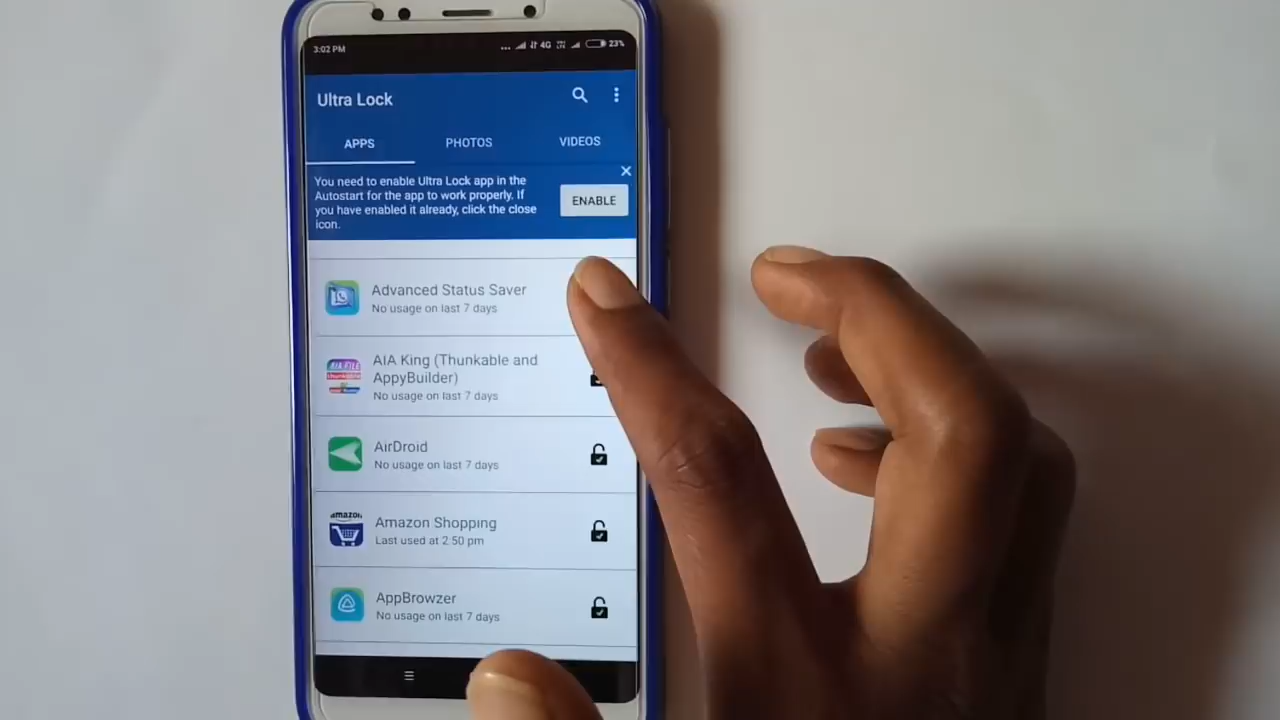 3:02 PM
4G
23%
Ultra Lock
APPS
PHOTOS
VIDEOS
You need to enable Ultra Lock app in the
Autostart for the app to work properly. If
you have enabled it already, click the close
icon.
ENABLE
Advanced Status Saver
No usage on last 7 days
AIA King (Thunkable and
AppyBuilder)
No usage on last 7 days
AirDroid
No usage on last 7 days
amazon
Amazon Shopping
Last used at 2:50 pm
AppBrowzer
No usage on last 7 days